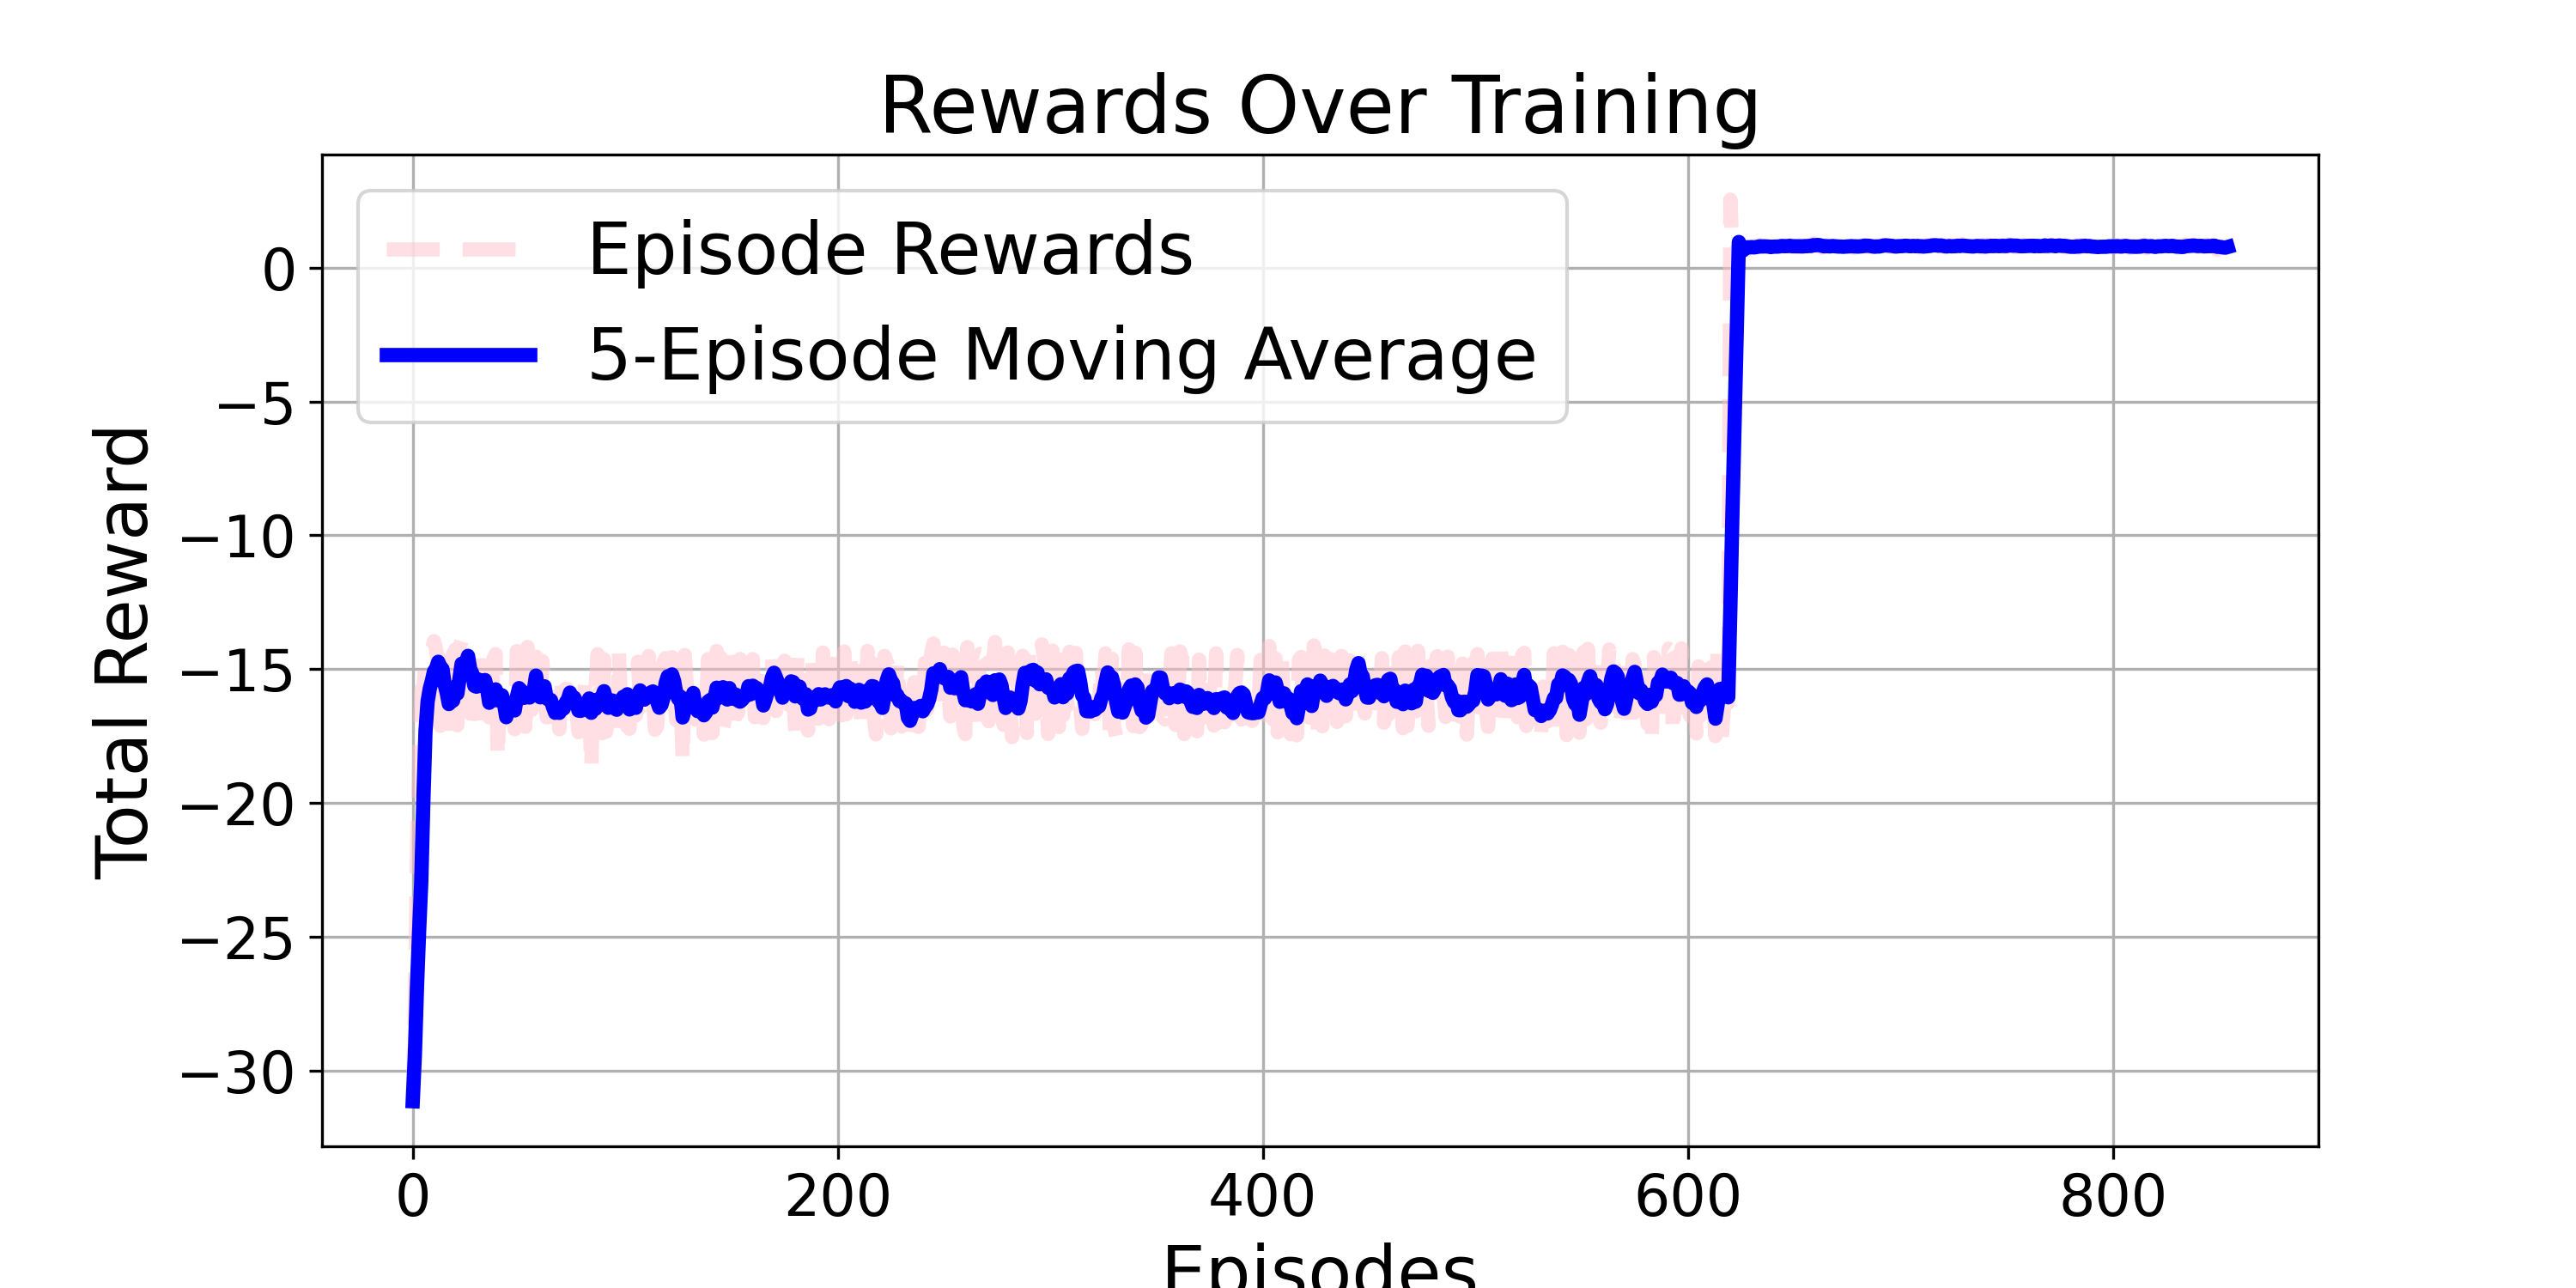 Rewards Over Training
Episode Rewards
5-Episode Moving Average
Total Reward
0
−5
−10
−15
−20
−25
−30
0 200 400 600 800
Episodes